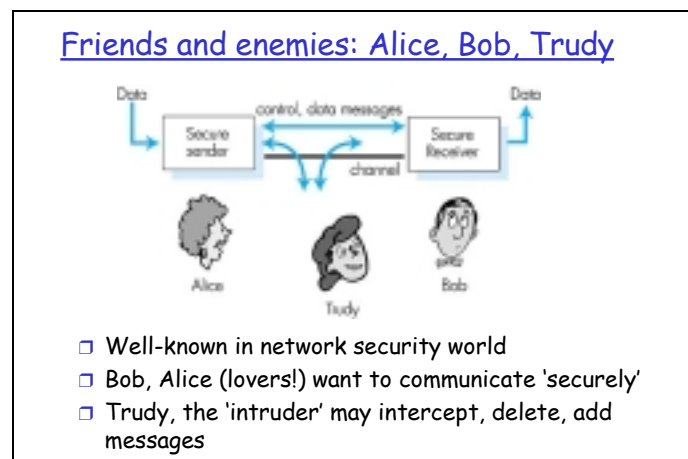 Friends and enemies: Alice, Bob, Trudy
Data
Data
control, data messages
Secure
sender
Secure
Receiver
channel
Alice
Trudy
Bob
Well-known in network security world
Bob, Alice (lovers!) want to communicate ‘securely’
Trudy, the ‘intruder’ may intercept, delete, add
messages